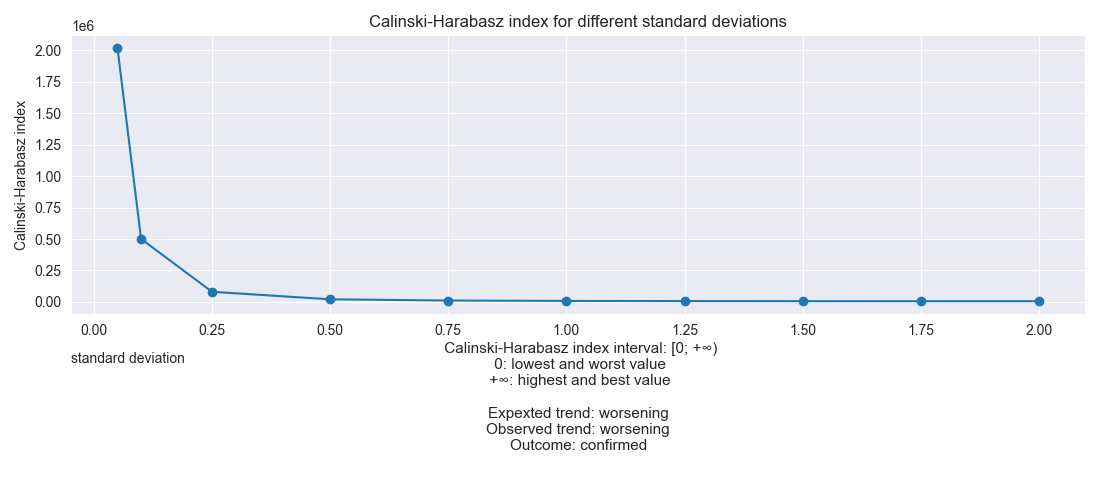 Calinski-Harabasz index for different standard deviations
1e6
Calinski-Harabasz index
2.00
1.75
1.50
1.25
1.00
0.75
0.50
0.25
0.00
0.00 0.25 0.50 0.75 1.00 1.25 1.50 1.75 2.00
standard deviation
Calinski-Harabasz index interval: [0; +∞)
0: lowest and worst value
+∞: highest and best value
Expexted trend: worsening
Observed trend: worsening
Outcome: confirmed